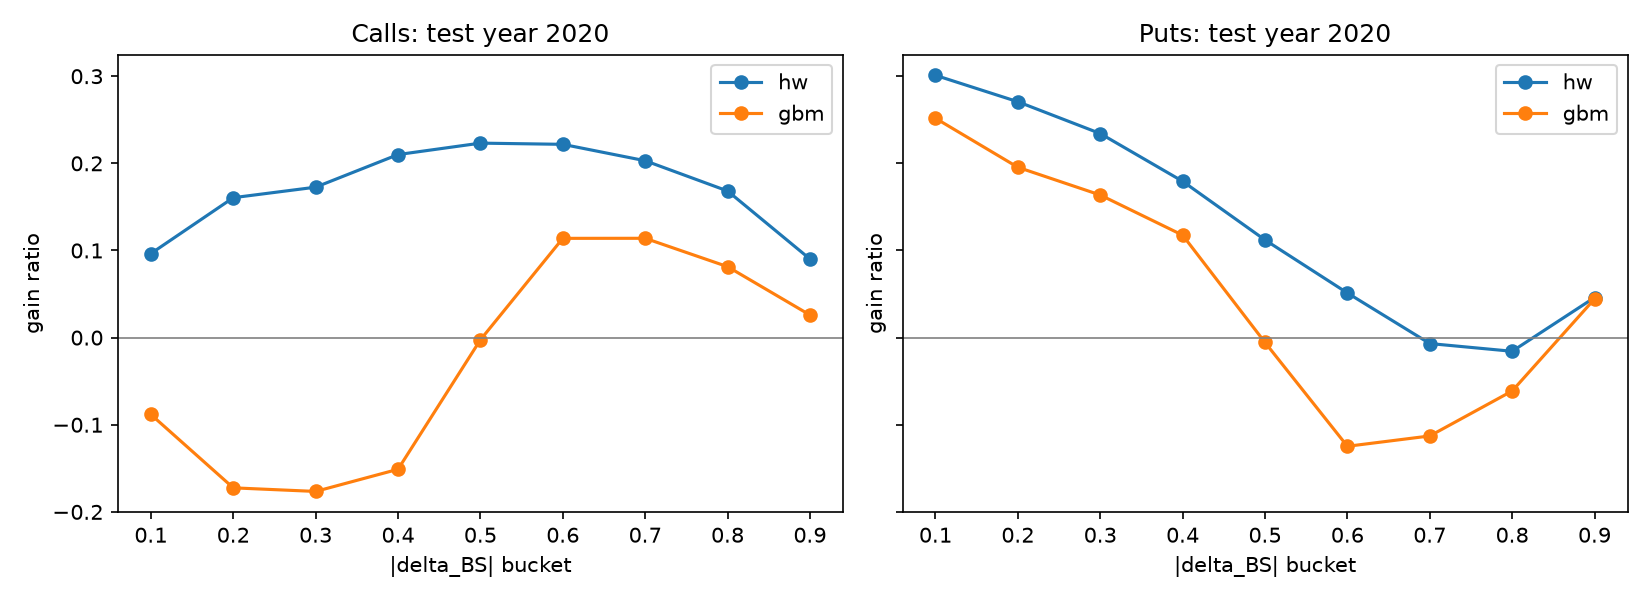 Calls: test year 2020
hw
gbm
gain ratio
0.3
0.2
0.1
0.0
−0.1
−0.2
0.1 0.2 0.3 0.4 0.5 0.6 0.7 0.8 0.9
|delta_BS| bucket
Puts: test year 2020
hw
gbm
gain ratio
0.1 0.2 0.3 0.4 0.5 0.6 0.7 0.8 0.9
|delta_BS| bucket